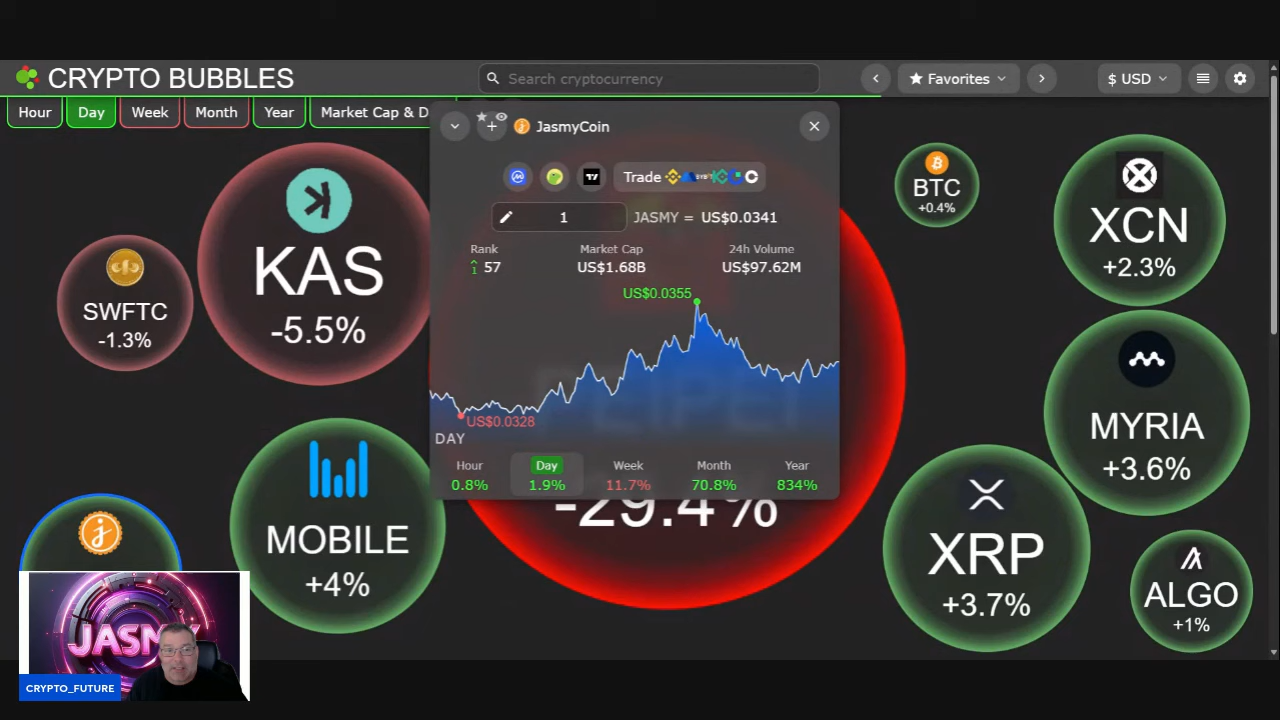 CRYPTO BUBBLES
Search cryptocurrency
Favorites
$ USD
Hour
Day
Week
Month
Year
Market Cap & D
JasmyCoin
Trade
1
JASMY = US$0.0341
Rank
57
Market Cap
US$1.68B
24h Volume
US$97.62M
US$0.0355
US$0.0328
DAY
Hour
0.8%
Day
1.9%
Week
11.7%
Month
70.8%
Year
834%
SWFTC
-1.3%
KAS
-5.5%
MOBILE
+4%
-29.4%
BTC
+0.4%
XCN
+2.3%
MYRIA
+3.6%
XRP
+3.7%
ALGO
+1%
JASMY
CRYPTO_FUTURE